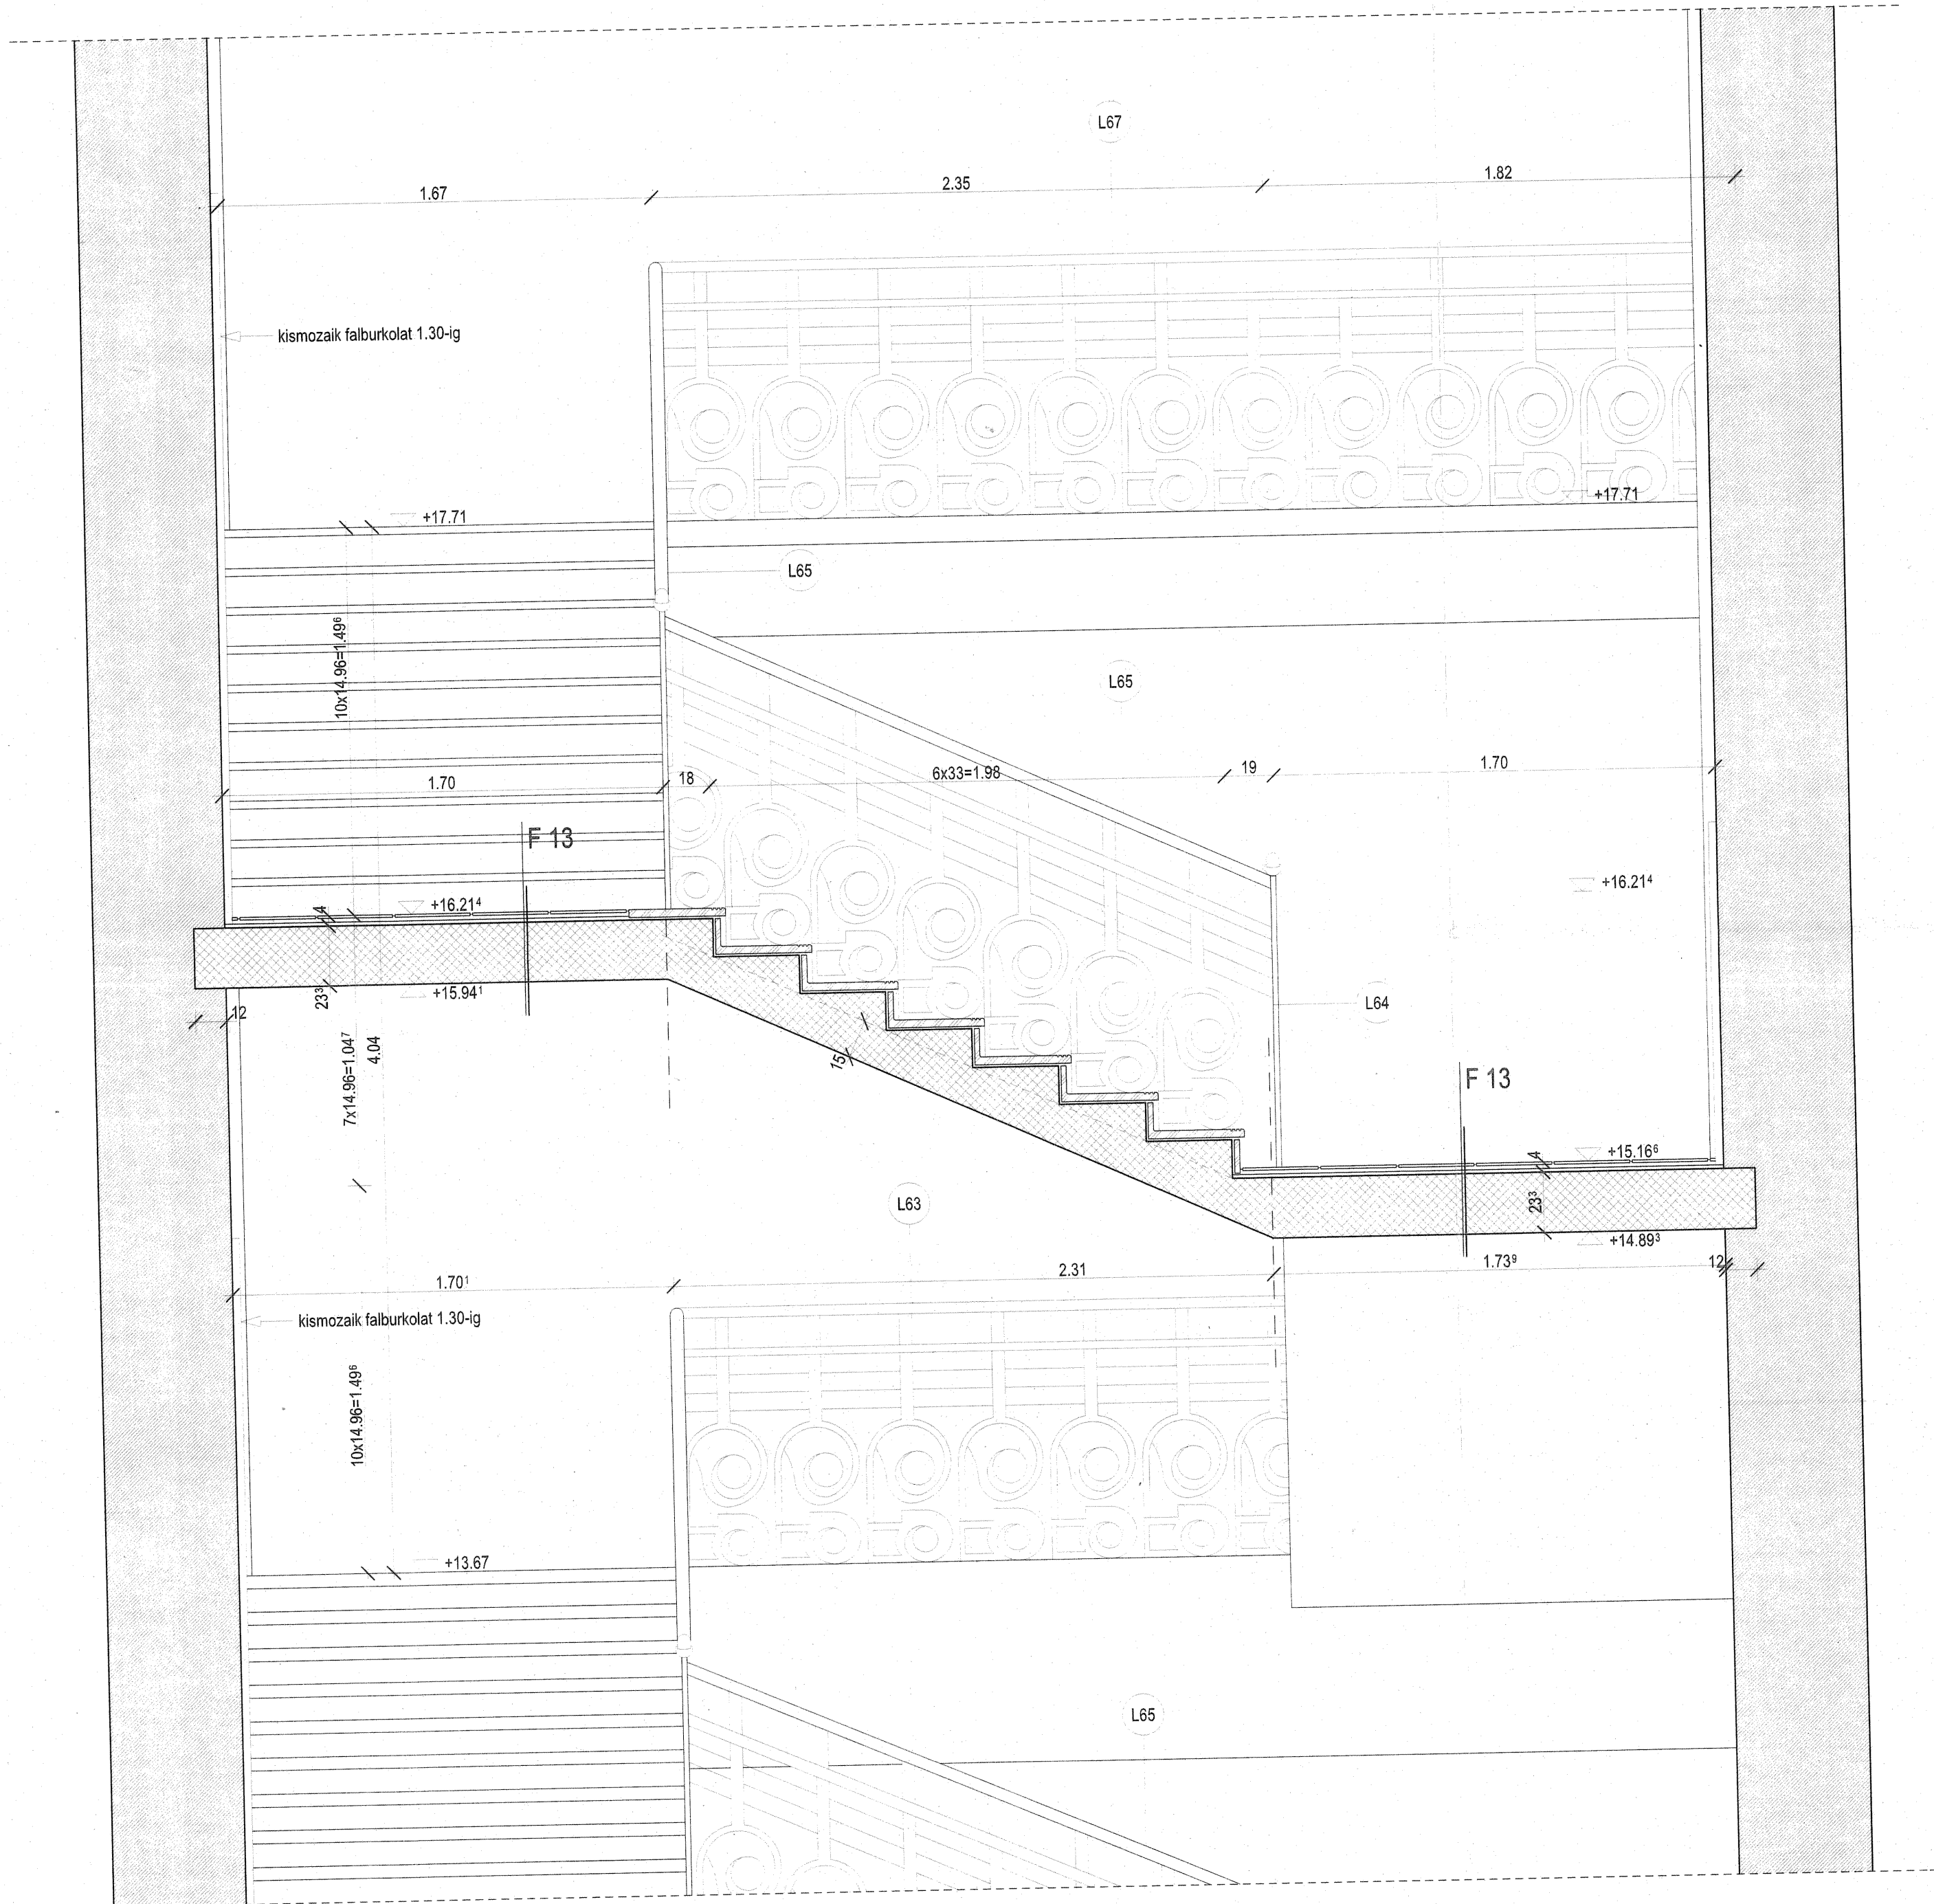 L67
1.67
2.35
1.82
kismozaik falburkolat 1.30-ig
+17.71
+17.71
L65
10x14.96=1.49⁶
L65
1.70
18
6x33=1.98
19
1.70
F 13
+16.21⁴
4
+16.21⁴
23³
+15.94¹
12
L64
15
7x14.96=1.04⁷
4.04
F 13
4
+15.16⁶
23³
L63
+14.89³
1.70¹
2.31
1.73⁹
12
kismozaik falburkolat 1.30-ig
10x14.96=1.49⁶
+13.67
L65